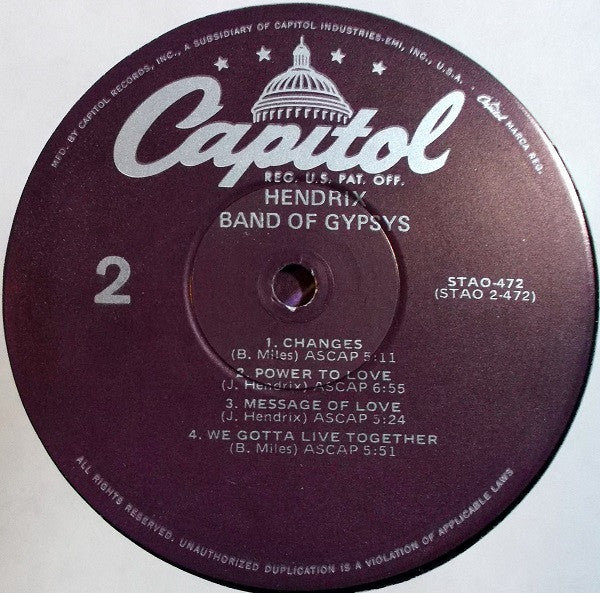 MFD. BY CAPITOL RECORDS, INC., A SUBSIDIARY OF CAPITOL INDUSTRIES-EMI, INC., U.S.A. Capitol MARCA REG.
Capitol
REG. U.S. PAT. OFF.
HENDRIX
BAND OF GYPSYS
2
STAO-472
(STAO 2-472)
1. CHANGES
(B. Miles) ASCAP 5:11
2. POWER TO LOVE
(J. Hendrix) ASCAP 6:55
3. MESSAGE OF LOVE
(J. Hendrix) ASCAP 5:24
4. WE GOTTA LIVE TOGETHER
(B. Miles) ASCAP 5:51
ALL RIGHTS RESERVED. UNAUTHORIZED DUPLICATION IS A VIOLATION OF APPLICABLE LAWS